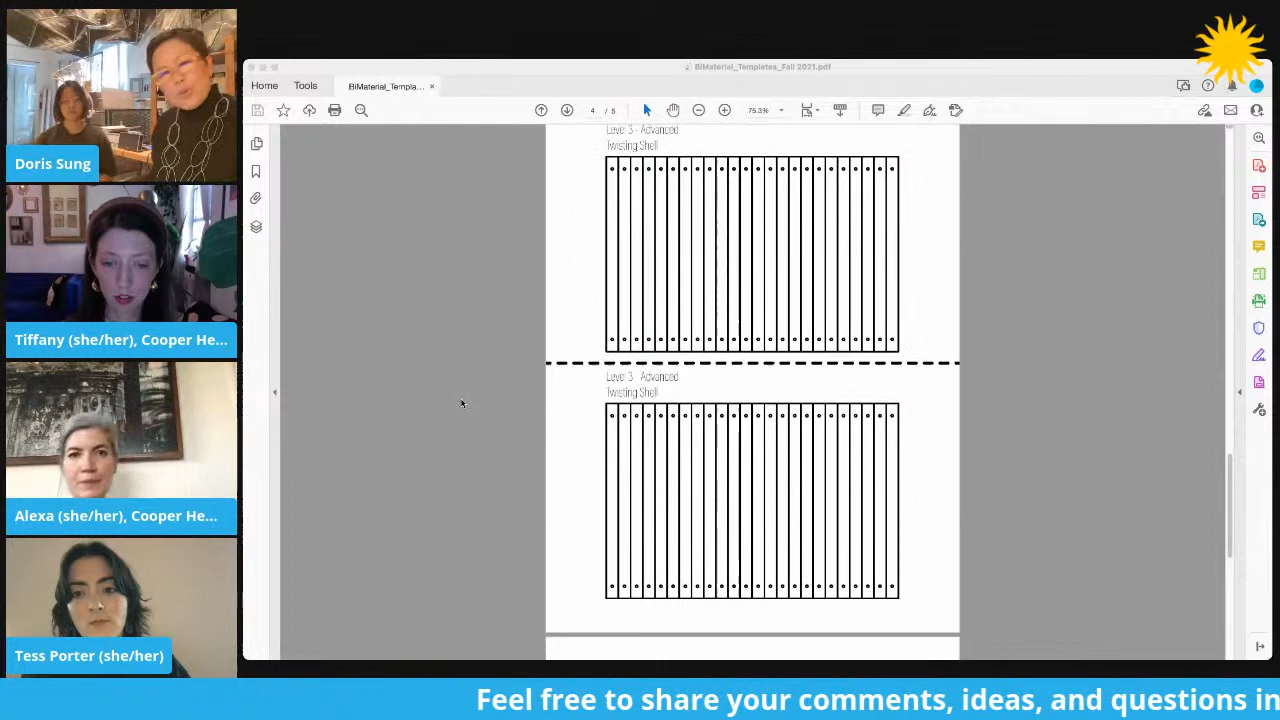 Doris Sung
Tiffany (she/her), Cooper He...
Alexa (she/her), Cooper He...
Tess Porter (she/her)
BiMaterial_Templates_Fall 2021.pdf
Home
Tools
BiMaterial_Templa...
4 / 5
75.3%
Level 3 - Advanced
Twisting Shell
Level 3 - Advanced
Twisting Shell
Feel free to share your comments, ideas, and questions in